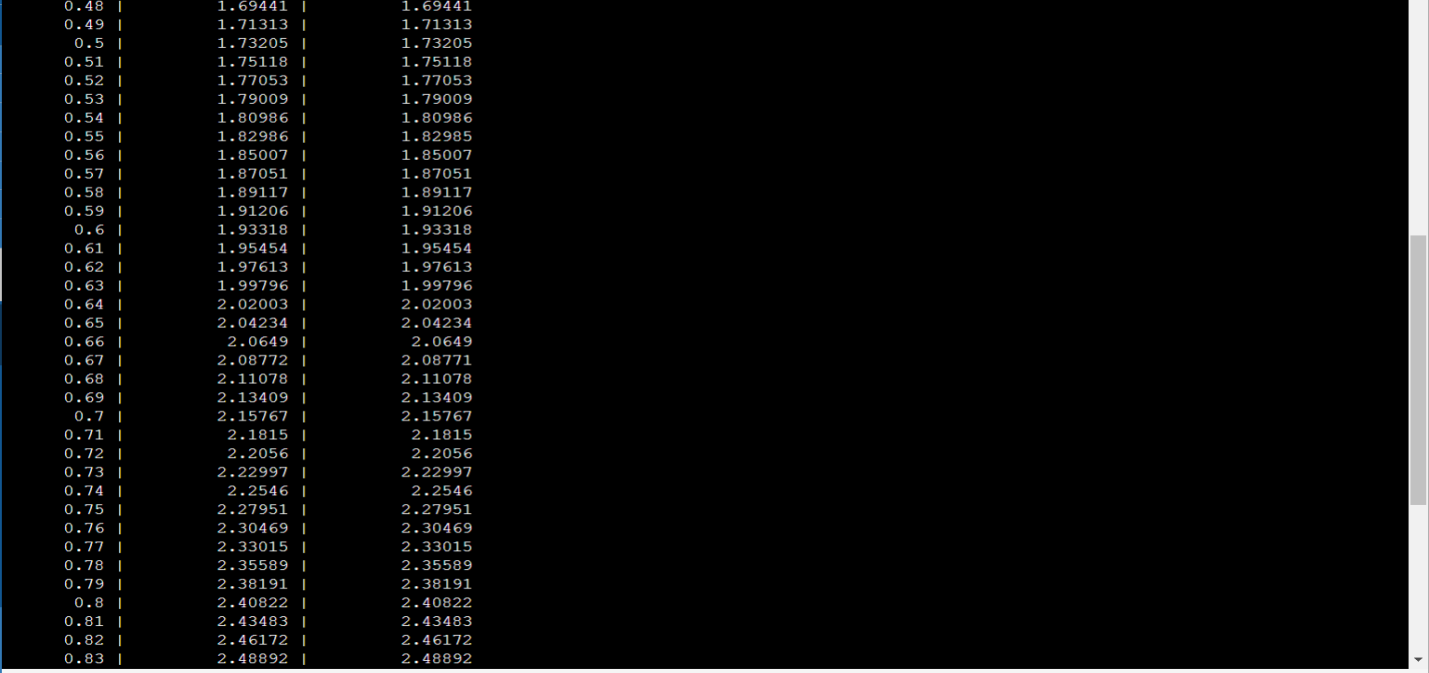 0.48 | 1.69441 | 1.69441
0.49 | 1.71313 | 1.71313
0.5 | 1.73205 | 1.73205
0.51 | 1.75118 | 1.75118
0.52 | 1.77053 | 1.77053
0.53 | 1.79009 | 1.79009
0.54 | 1.80986 | 1.80986
0.55 | 1.82986 | 1.82985
0.56 | 1.85007 | 1.85007
0.57 | 1.87051 | 1.87051
0.58 | 1.89117 | 1.89117
0.59 | 1.91206 | 1.91206
0.6 | 1.93318 | 1.93318
0.61 | 1.95454 | 1.95454
0.62 | 1.97613 | 1.97613
0.63 | 1.99796 | 1.99796
0.64 | 2.02003 | 2.02003
0.65 | 2.04234 | 2.04234
0.66 | 2.0649 | 2.0649
0.67 | 2.08772 | 2.08771
0.68 | 2.11078 | 2.11078
0.69 | 2.13409 | 2.13409
0.7 | 2.15767 | 2.15767
0.71 | 2.1815 | 2.1815
0.72 | 2.2056 | 2.2056
0.73 | 2.22997 | 2.22997
0.74 | 2.2546 | 2.2546
0.75 | 2.27951 | 2.27951
0.76 | 2.30469 | 2.30469
0.77 | 2.33015 | 2.33015
0.78 | 2.35589 | 2.35589
0.79 | 2.38191 | 2.38191
0.8 | 2.40822 | 2.40822
0.81 | 2.43483 | 2.43483
0.82 | 2.46172 | 2.46172
0.83 | 2.48892 | 2.48892